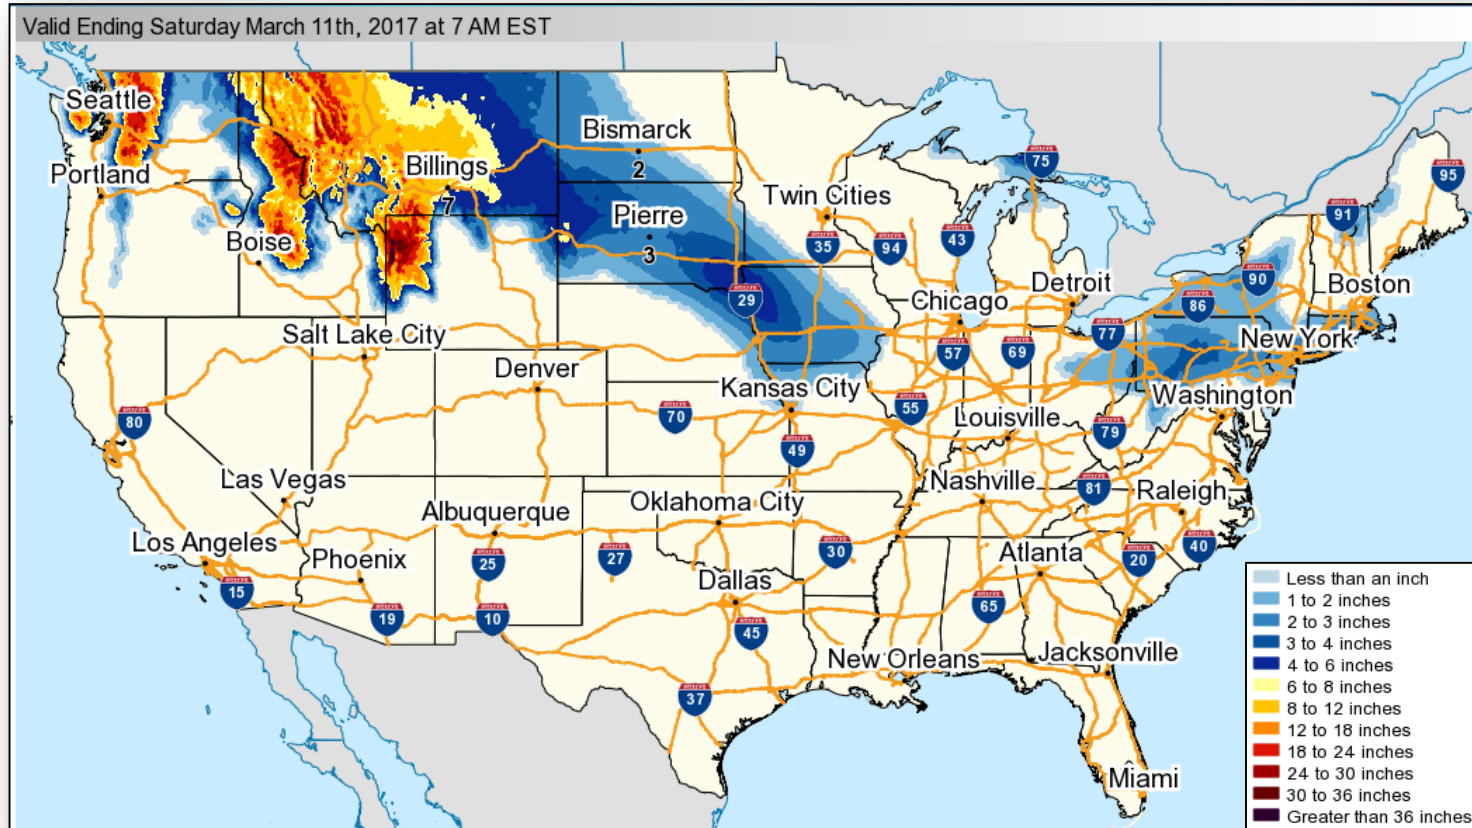 Valid Ending Saturday March 11th, 2017 at 7 AM EST
Seattle
Portland
Billings
7
Bismarck
2
Pierre
3
Twin Cities
Boise
75
95
91
35
94
43
90
86
29
Chicago
Detroit
Boston
77
New York
57
69
Salt Lake City
Denver
Kansas City
Washington
80
70
55
Louisville
79
49
Las Vegas
Nashville
81
Raleigh
Albuquerque
Oklahoma City
Los Angeles
Phoenix
25
27
30
Atlanta
20
40
15
Dallas
65
19
10
45
New Orleans
Jacksonville
37
Miami
Less than an inch
1 to 2 inches
2 to 3 inches
3 to 4 inches
4 to 6 inches
6 to 8 inches
8 to 12 inches
12 to 18 inches
18 to 24 inches
24 to 30 inches
30 to 36 inches
Greater than 36 inches